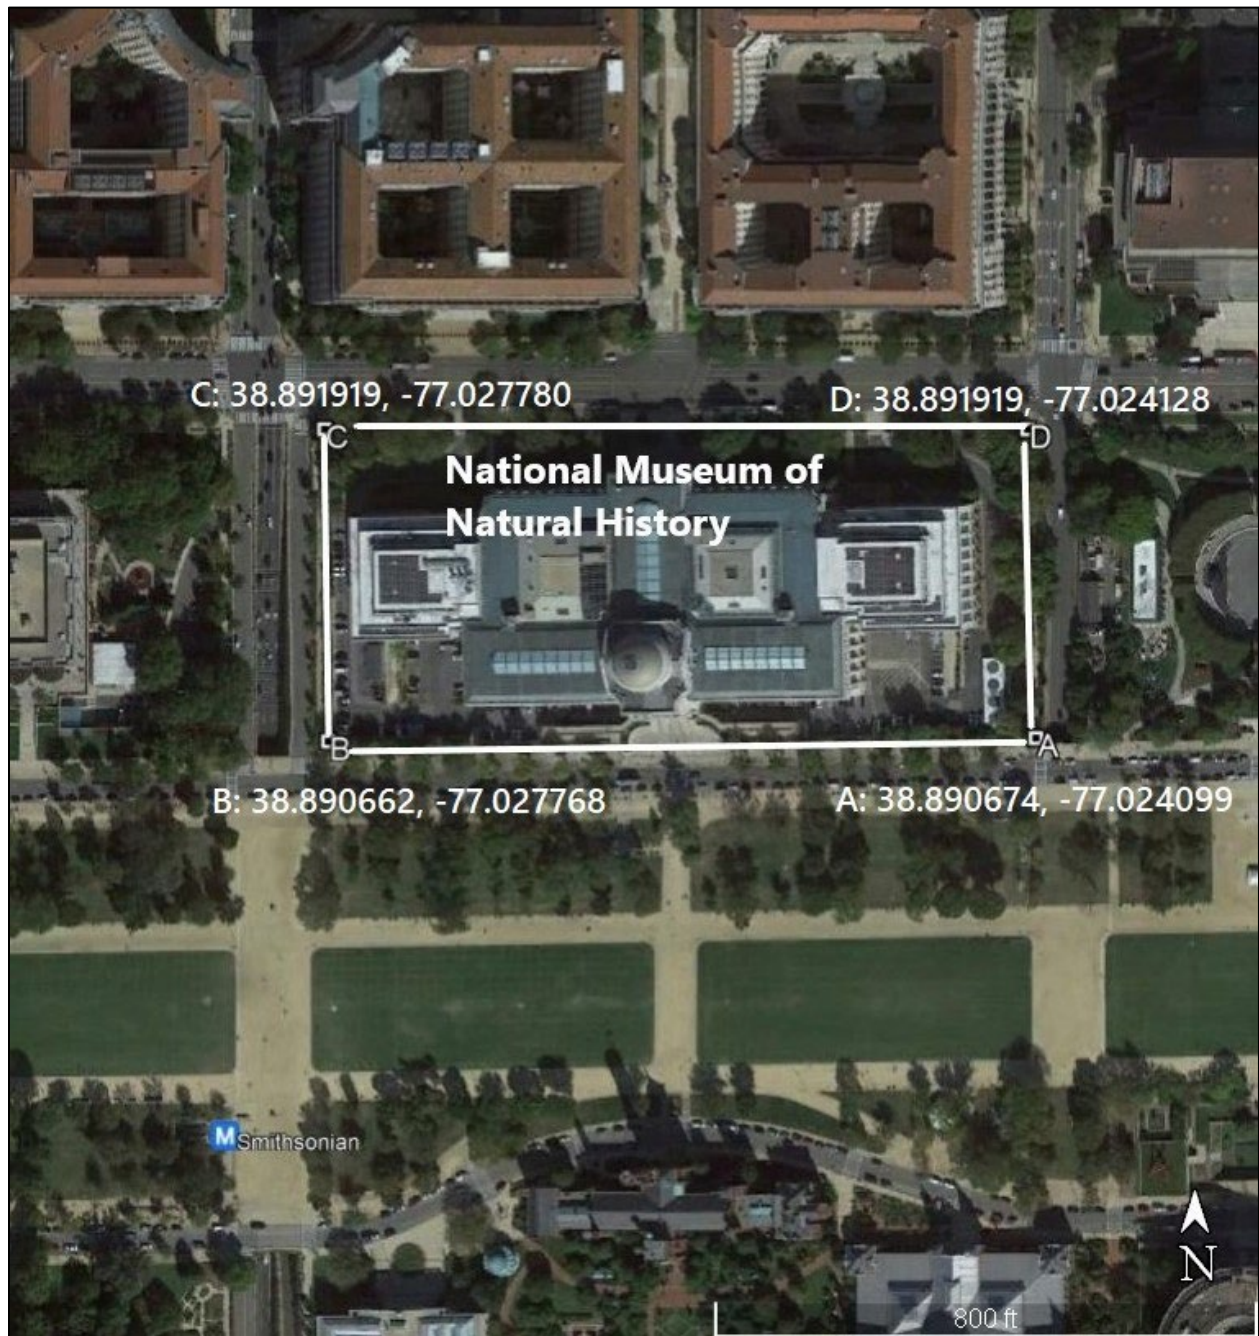 C: 38.891919, -77.027780
D: 38.891919, -77.024128
C
D
National Museum of
Natural History
B
A
B: 38.890662, -77.027768
A: 38.890674, -77.024099
M Smithsonian
N
800 ft